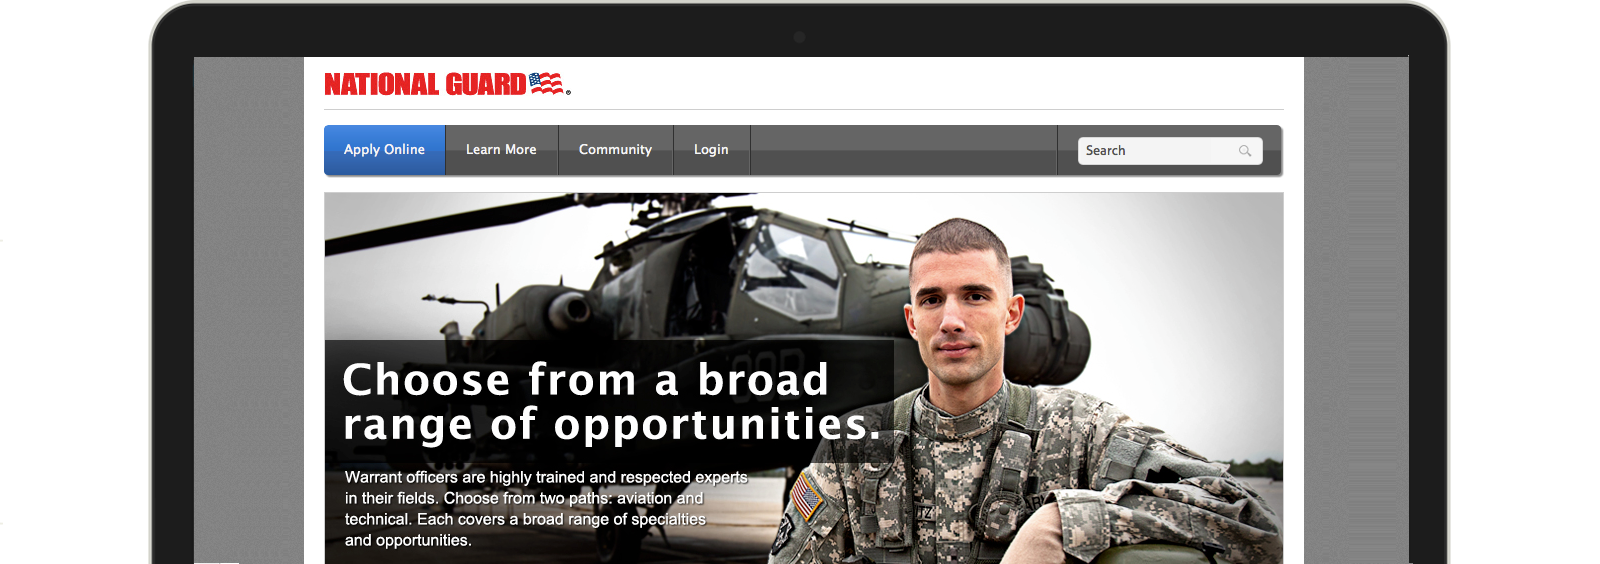 NATIONAL GUARD ®
Apply Online
Learn More
Community
Login
Search
Choose from a broad
range of opportunities.
Warrant officers are highly trained and respected experts
in their fields. Choose from two paths: aviation and
technical. Each covers a broad range of specialties
and opportunities.